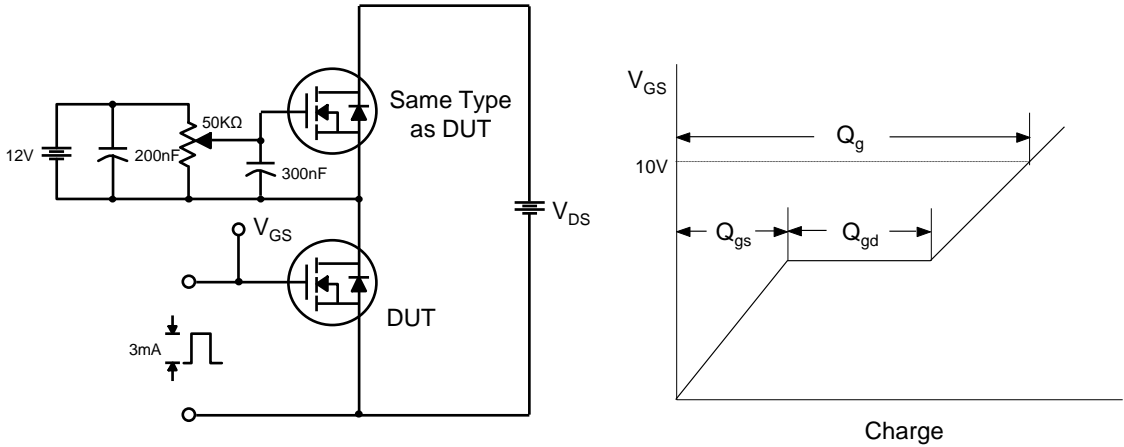 Same Type
as DUT
50KΩ
12V
200nF
300nF
V_GS
V_DS
DUT
3mA
V_GS
Q_g
10V
Q_gs
Q_gd
Charge